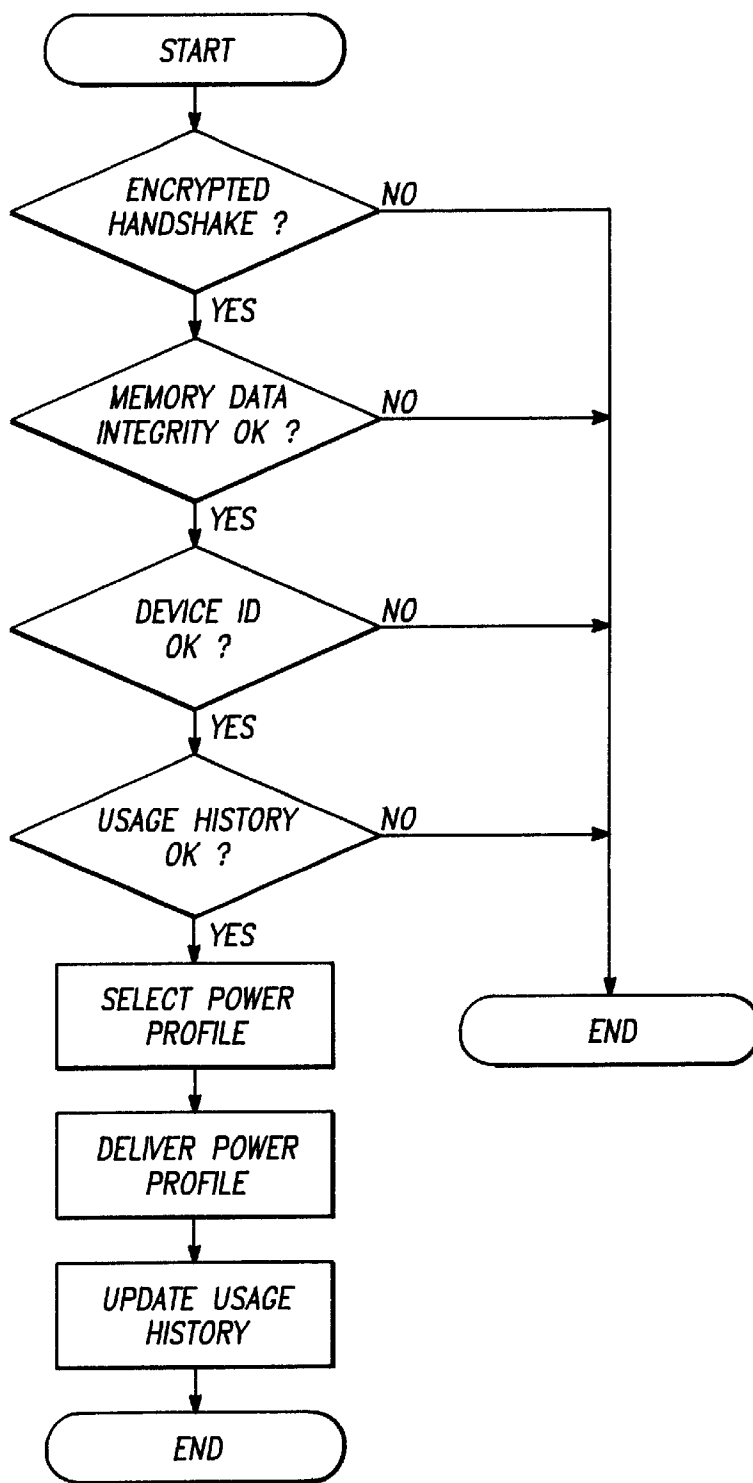 START
ENCRYPTED
HANDSHAKE ?
NO
YES
MEMORY DATA
INTEGRITY OK ?
NO
YES
DEVICE ID
OK ?
NO
YES
USAGE HISTORY
OK ?
NO
YES
SELECT POWER
PROFILE
END
DELIVER POWER
PROFILE
UPDATE USAGE
HISTORY
END